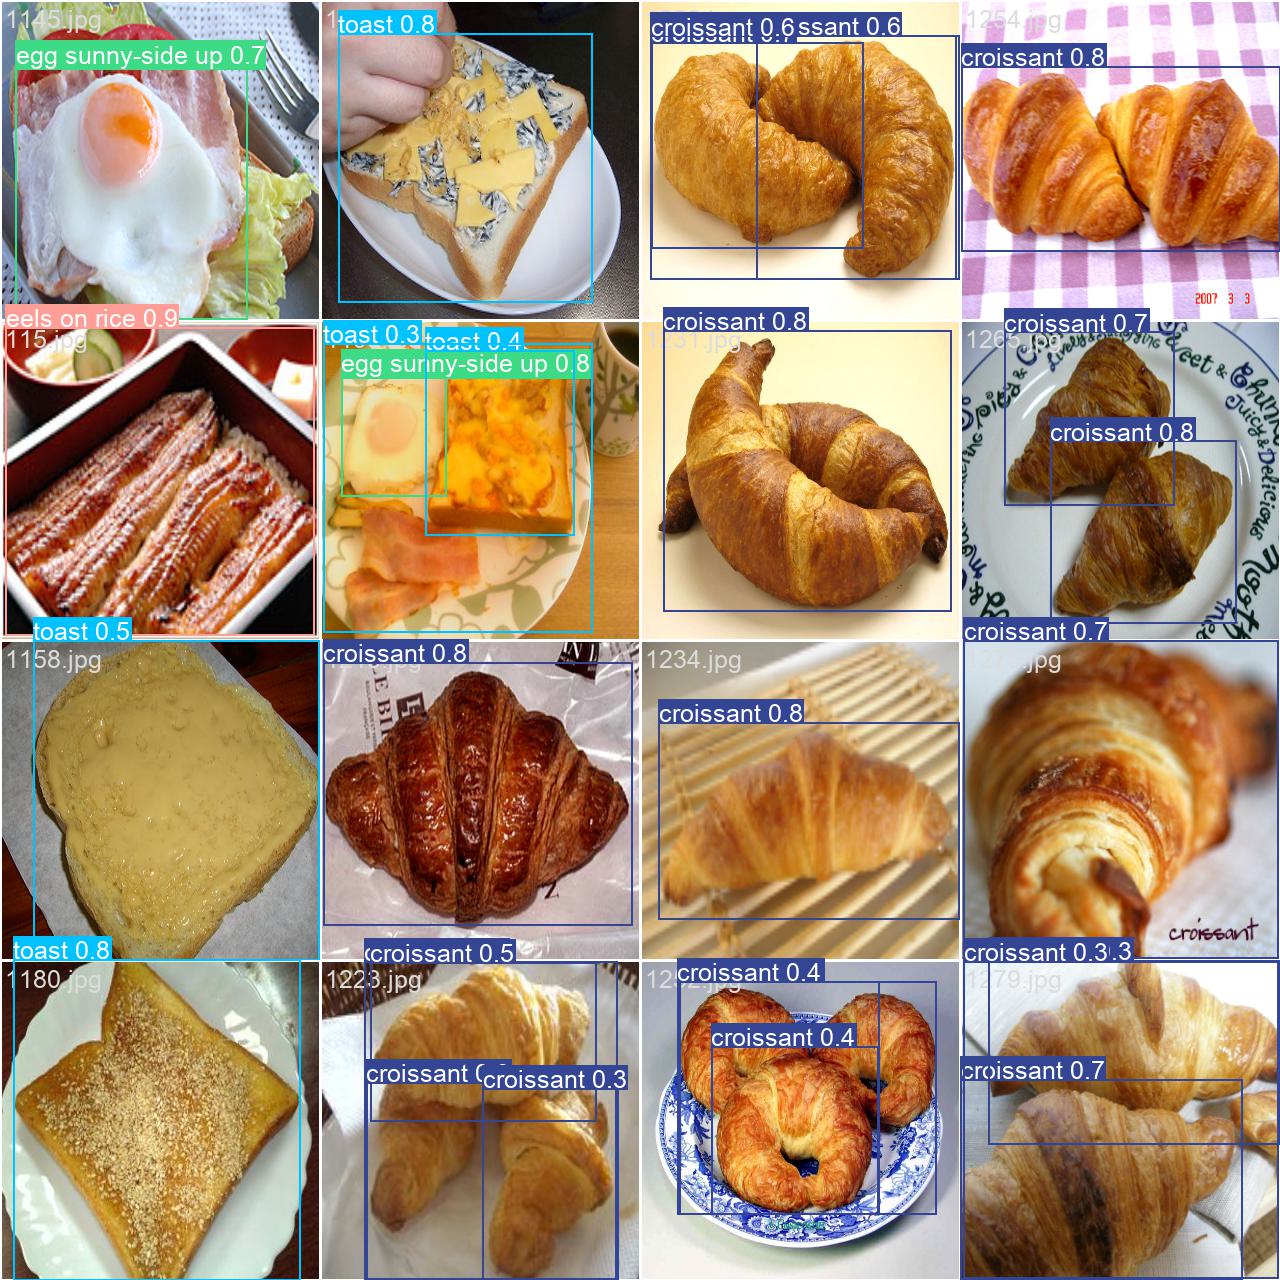 1145.jpg
egg sunny-side up 0.7
toast 0.8
croissant 0.6
ssant 0.6
1254.jpg
croissant 0.8
2007 3 3
eels on rice 0.9
115.jpg
toast 0.3
toast 0.4
egg sunny-side up 0.8
croissant 0.8
1231.jpg
croissant 0.7
1265.jpg
croissant 0.8
Juicy & Delicious
toast 0.5
1158.jpg
croissant 0.8
1234.jpg
croissant 0.8
croissant 0.7
.jpg
croissant
toast 0.8
1180.jpg
croissant 0.5
1223.jpg
croissant
croissant 0.3
croissant 0.4
.jpg
croissant 0.4
croissant 0.3
.3
1279.jpg
croissant 0.7